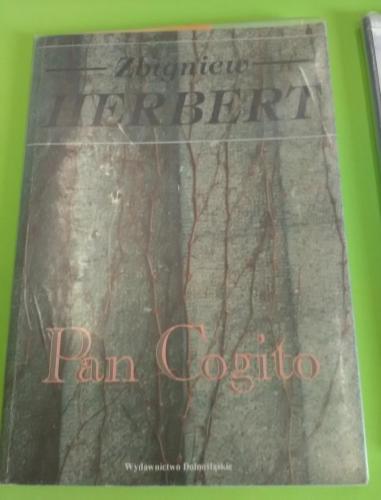 Zbigniew
HERBERT
Pan Cogito
Wydawnictwo Dolnośląskie